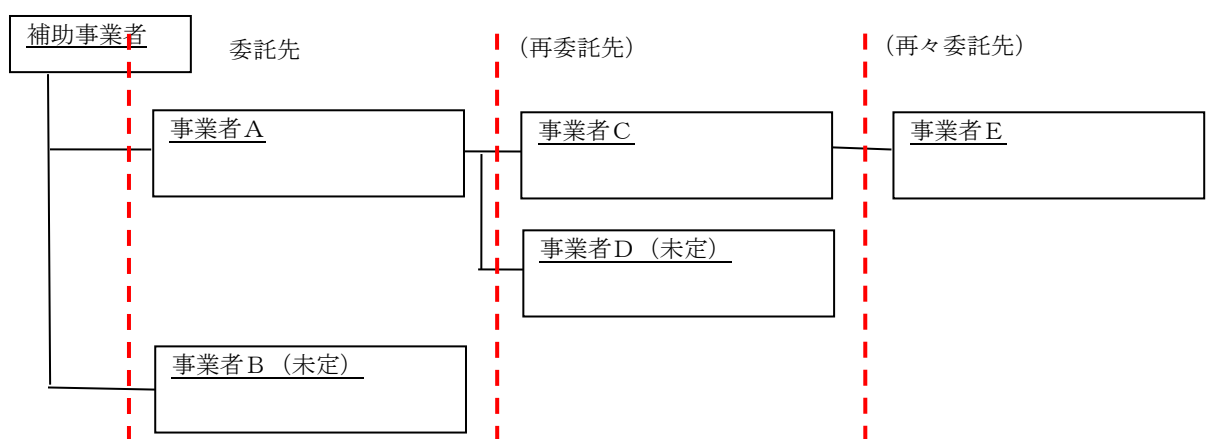 補助事業者
委託先
(再委託先)
(再々委託先)
事業者A
事業者C
事業者E
事業者D (未定)
事業者B (未定)